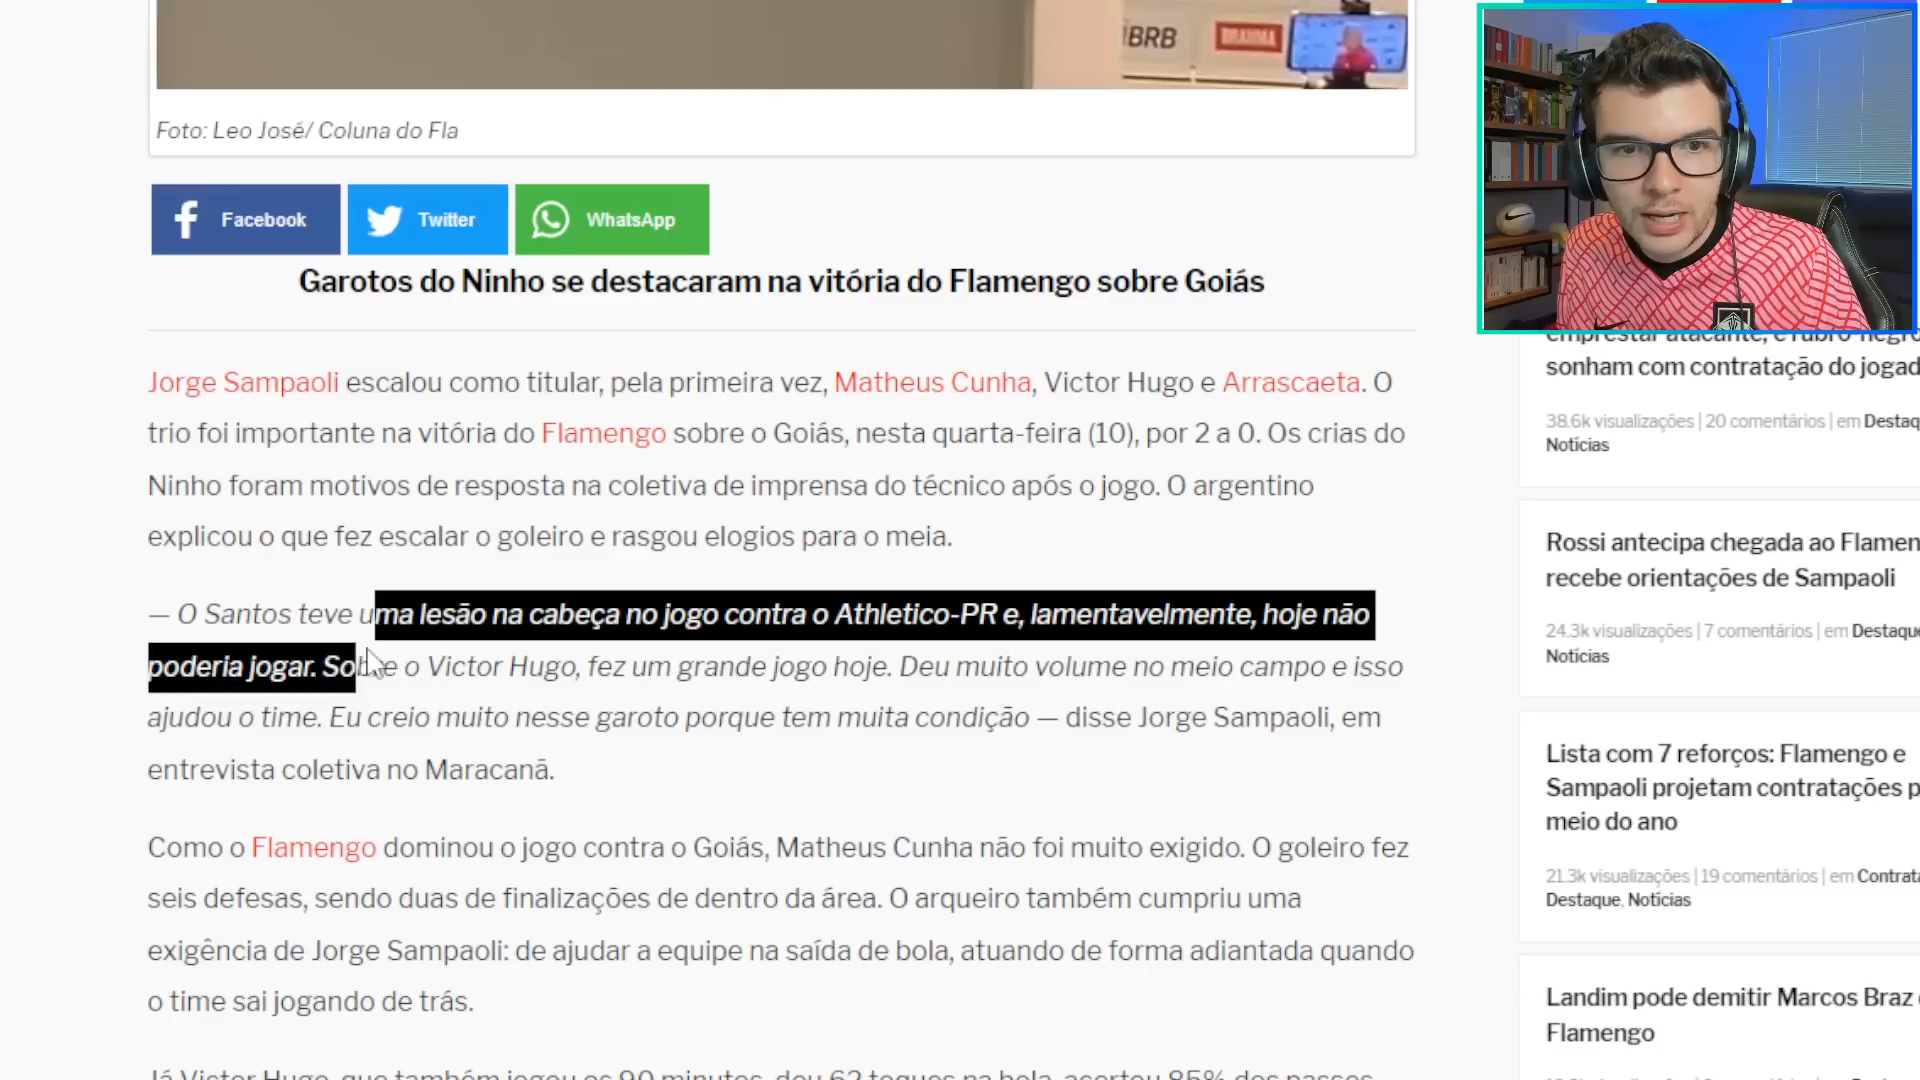 BRB
BRAHMA
Foto: Leo José/ Coluna do Fla
Facebook
Twitter
WhatsApp
Garotos do Ninho se destacaram na vitória do Flamengo sobre Goiás
Jorge Sampaoli escalou como titular, pela primeira vez, Matheus Cunha, Victor Hugo e Arrascaeta. O
trio foi importante na vitória do Flamengo sobre o Goiás, nesta quarta-feira (10), por 2 a 0. Os crias do
Ninho foram motivos de resposta na coletiva de imprensa do técnico após o jogo. O argentino
explicou o que fez escalar o goleiro e rasgou elogios para o meia.
— O Santos teve uma lesão na cabeça no jogo contra o Athletico-PR e, lamentavelmente, hoje não
poderia jogar. Sobre o Victor Hugo, fez um grande jogo hoje. Deu muito volume no meio campo e isso
ajudou o time. Eu creio muito nesse garoto porque tem muita condição — disse Jorge Sampaoli, em
entrevista coletiva no Maracanã.
Como o Flamengo dominou o jogo contra o Goiás, Matheus Cunha não foi muito exigido. O goleiro fez
seis defesas, sendo duas de finalizações de dentro da área. O arqueiro também cumpriu uma
exigência de Jorge Sampaoli: de ajudar a equipe na saída de bola, atuando de forma adiantada quando
o time sai jogando de trás.
Já Victor Hugo, que também jogou os 90 minutos, deu 62 toques na bola, acertou 85% dos passes
emprestar atacante, e rubro-negro
sonham com contratação do jogad
38.6k visualizações | 20 comentários | em Destaq
Notícias
Rossi antecipa chegada ao Flamen
recebe orientações de Sampaoli
24.3k visualizações | 7 comentários | em Destaque
Notícias
Lista com 7 reforços: Flamengo e
Sampaoli projetam contratações p
meio do ano
21.3k visualizações | 19 comentários | em Contrata
Destaque, Notícias
Landim pode demitir Marcos Braz
Flamengo